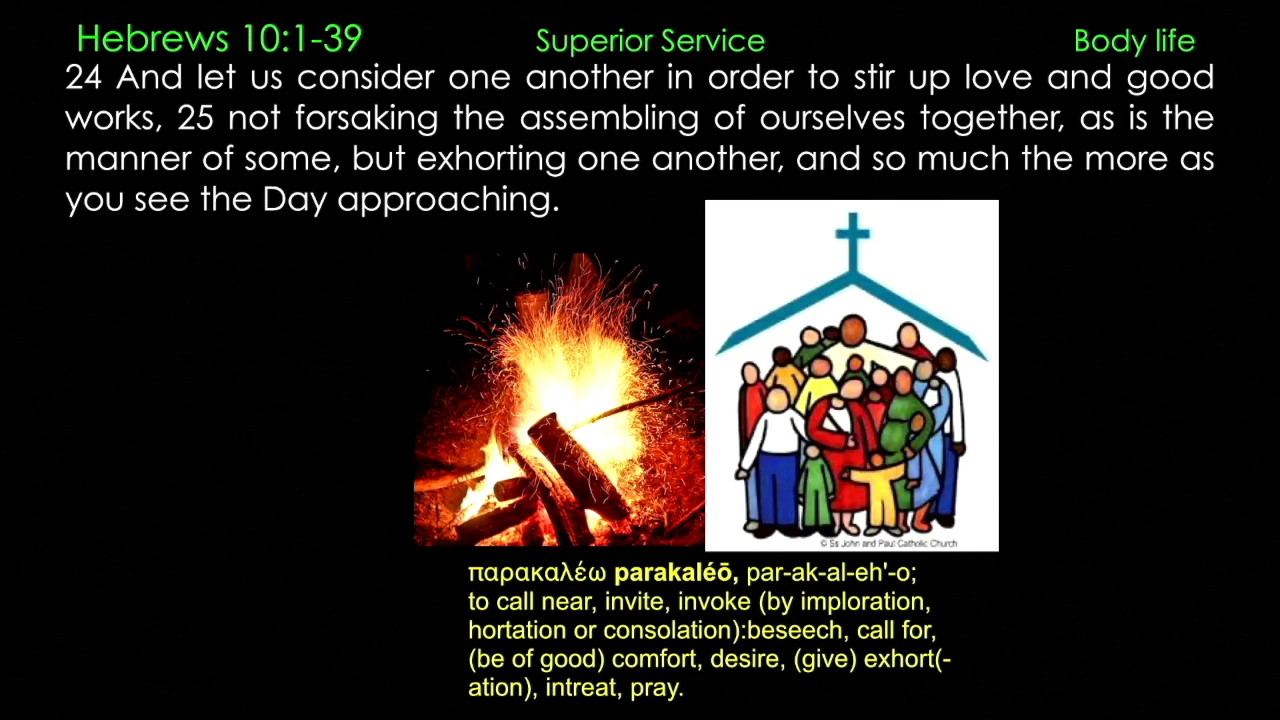 Hebrews 10:1-39 Superior Service Body life
24 And let us consider one another in order to stir up love and good
works, 25 not forsaking the assembling of ourselves together, as is the
manner of some, but exhorting one another, and so much the more as
you see the Day approaching.
© Ss John and Paul Catholic Church
παρακαλέω parakaléō, par-ak-al-eh'-o;
to call near, invite, invoke (by imploration,
hortation or consolation):beseech, call for,
(be of good) comfort, desire, (give) exhort(-
ation), intreat, pray.